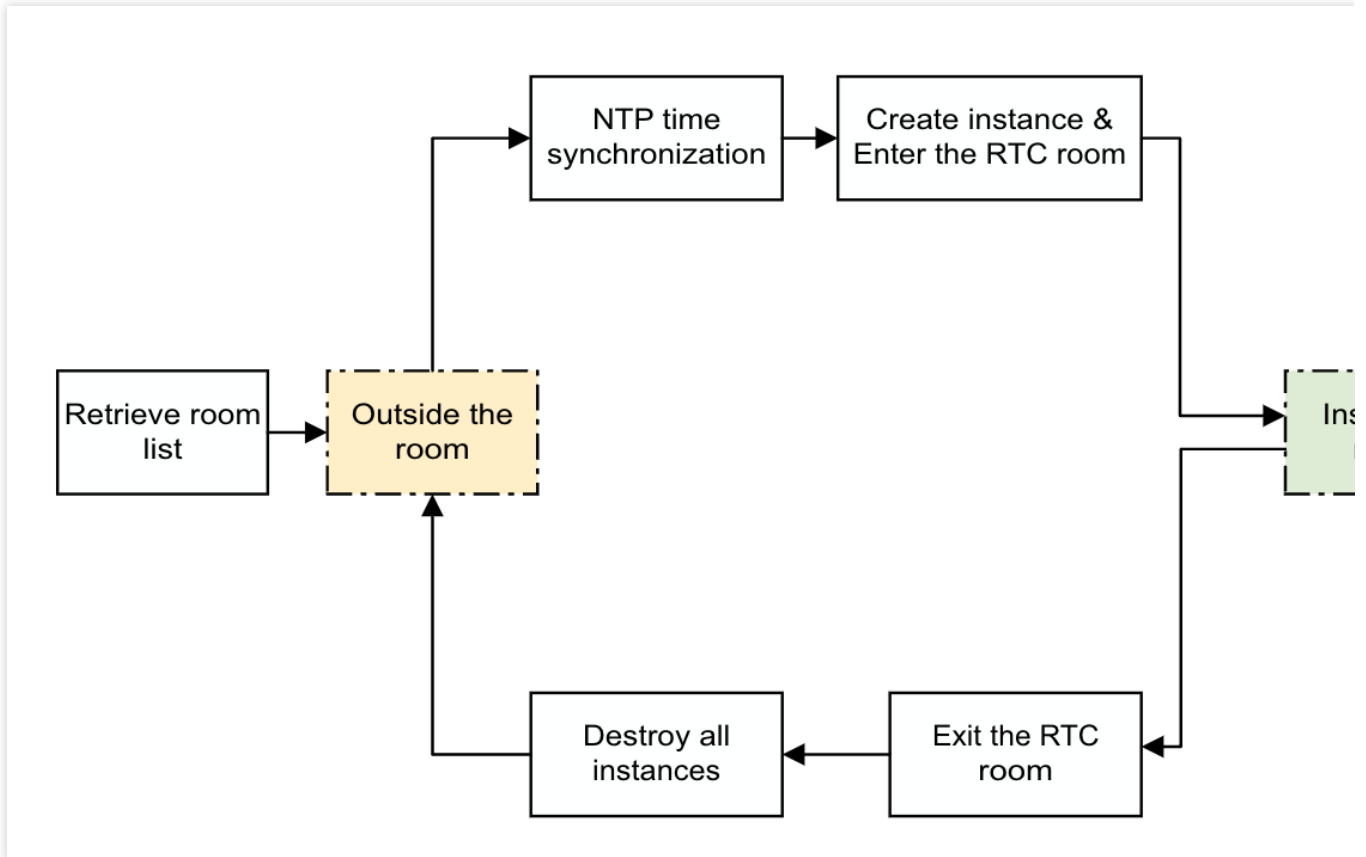 NTP time
synchronization
Create instance &
Enter the RTC room
Retrieve room
list
Outside the
room
Destroy all
instances
Exit the RTC
room